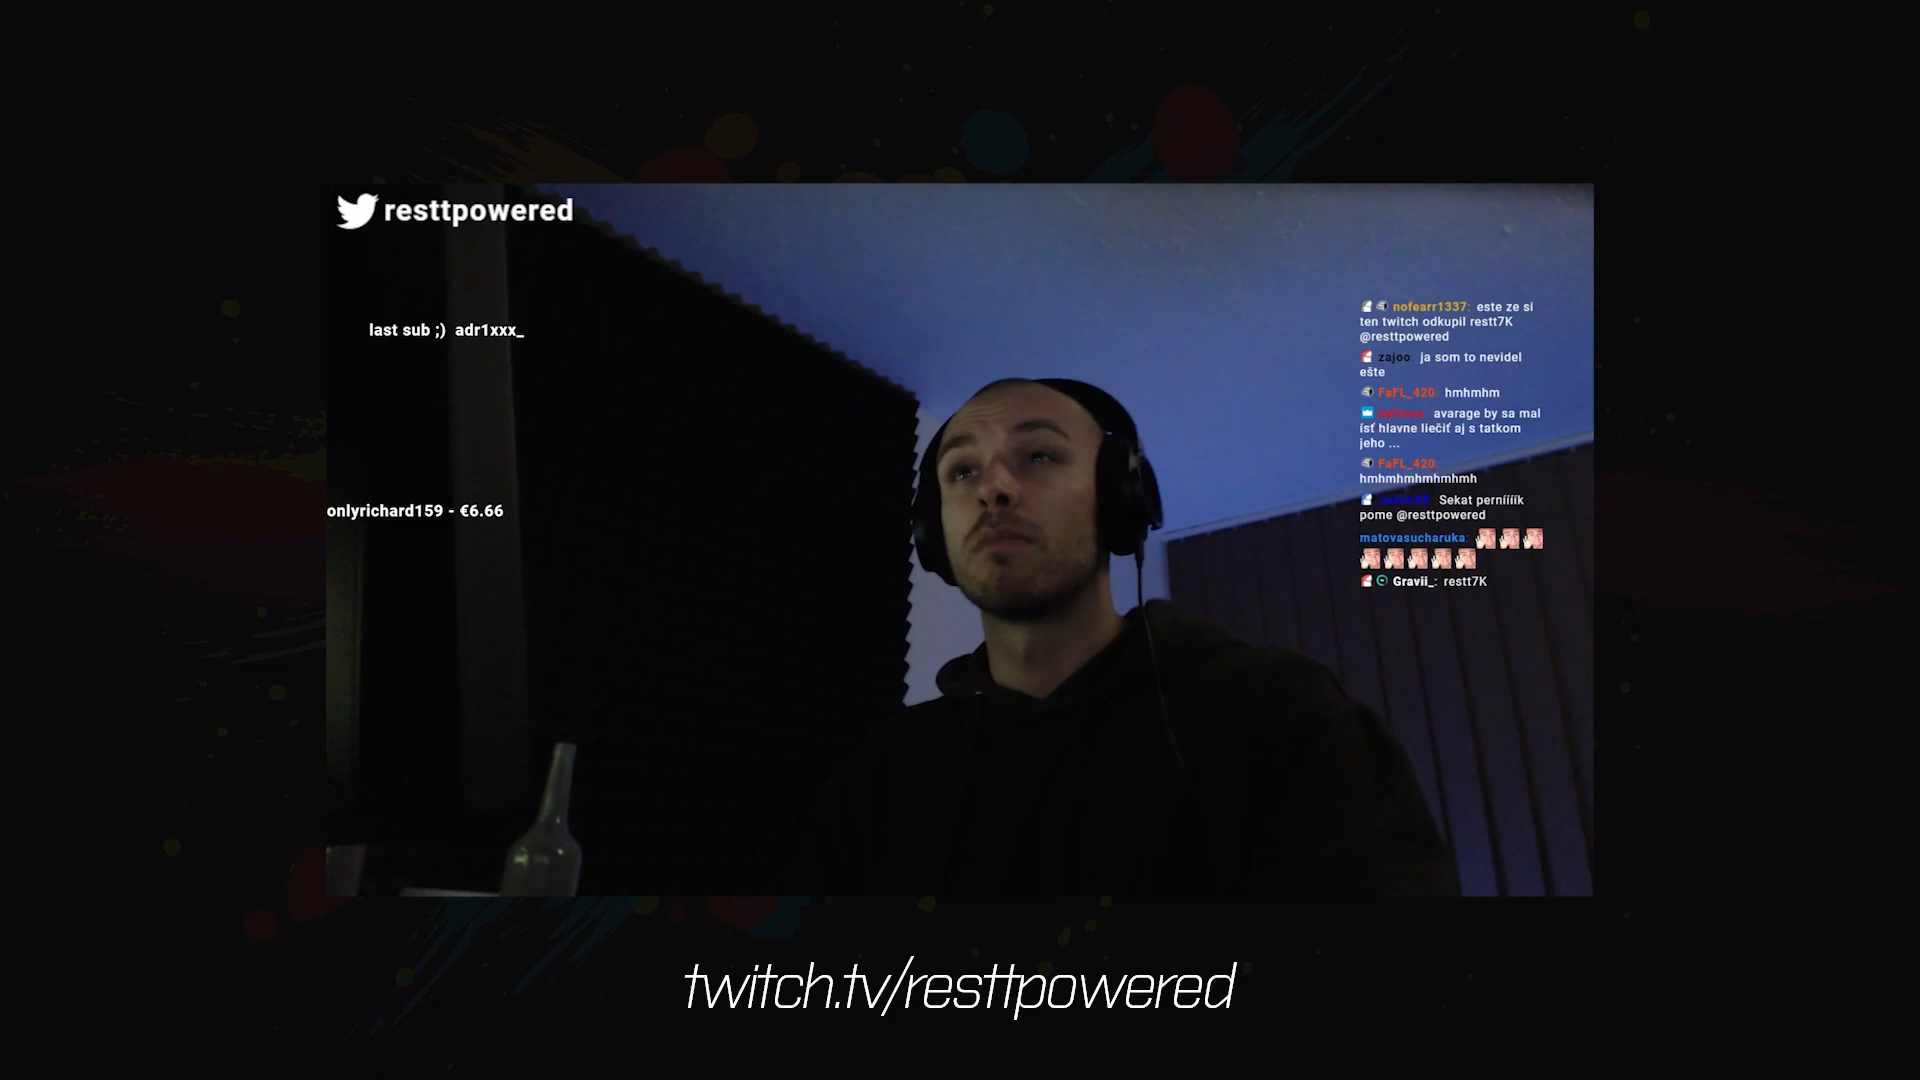 resttpowered
last sub ;) adr1xxx_
onlyrichard159 - €6.66
nofearr1337: este ze si
ten twitch odkupil restt7K
@resttpowered
zajoo: ja som to nevidel
ešte
FaFL_420: hmhmhm
avarage by sa mal
ísť hlavne liečiť aj s tatkom
jeho ...
FaFL_420:
hmhmhmhmhmhmh
Sekat perníííík
pome @resttpowered
matovasucharuka:
Gravii_: restt7K
twitch.tv/resttpowered